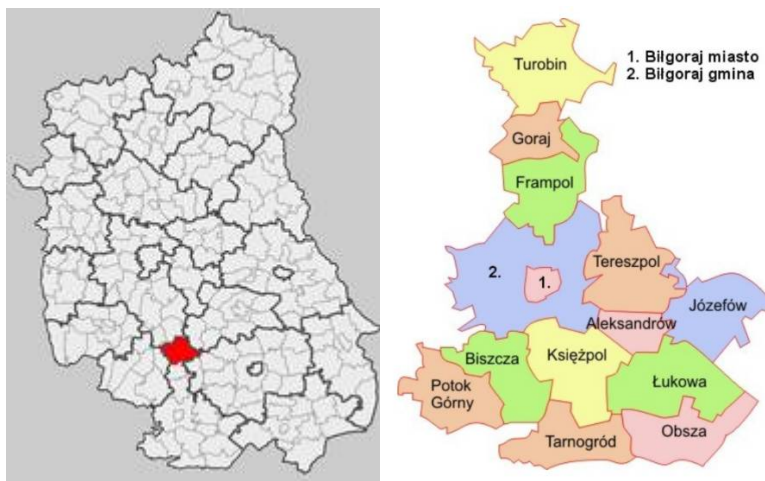 1. Biłgoraj miasto
2. Biłgoraj gmina
Turobin
Goraj
Frampol
Tereszpol
2.
1.
Józefów
Aleksandrów
Biszcza
Księżpol
Potok
Górny
Łukowa
Obsza
Tarnogród